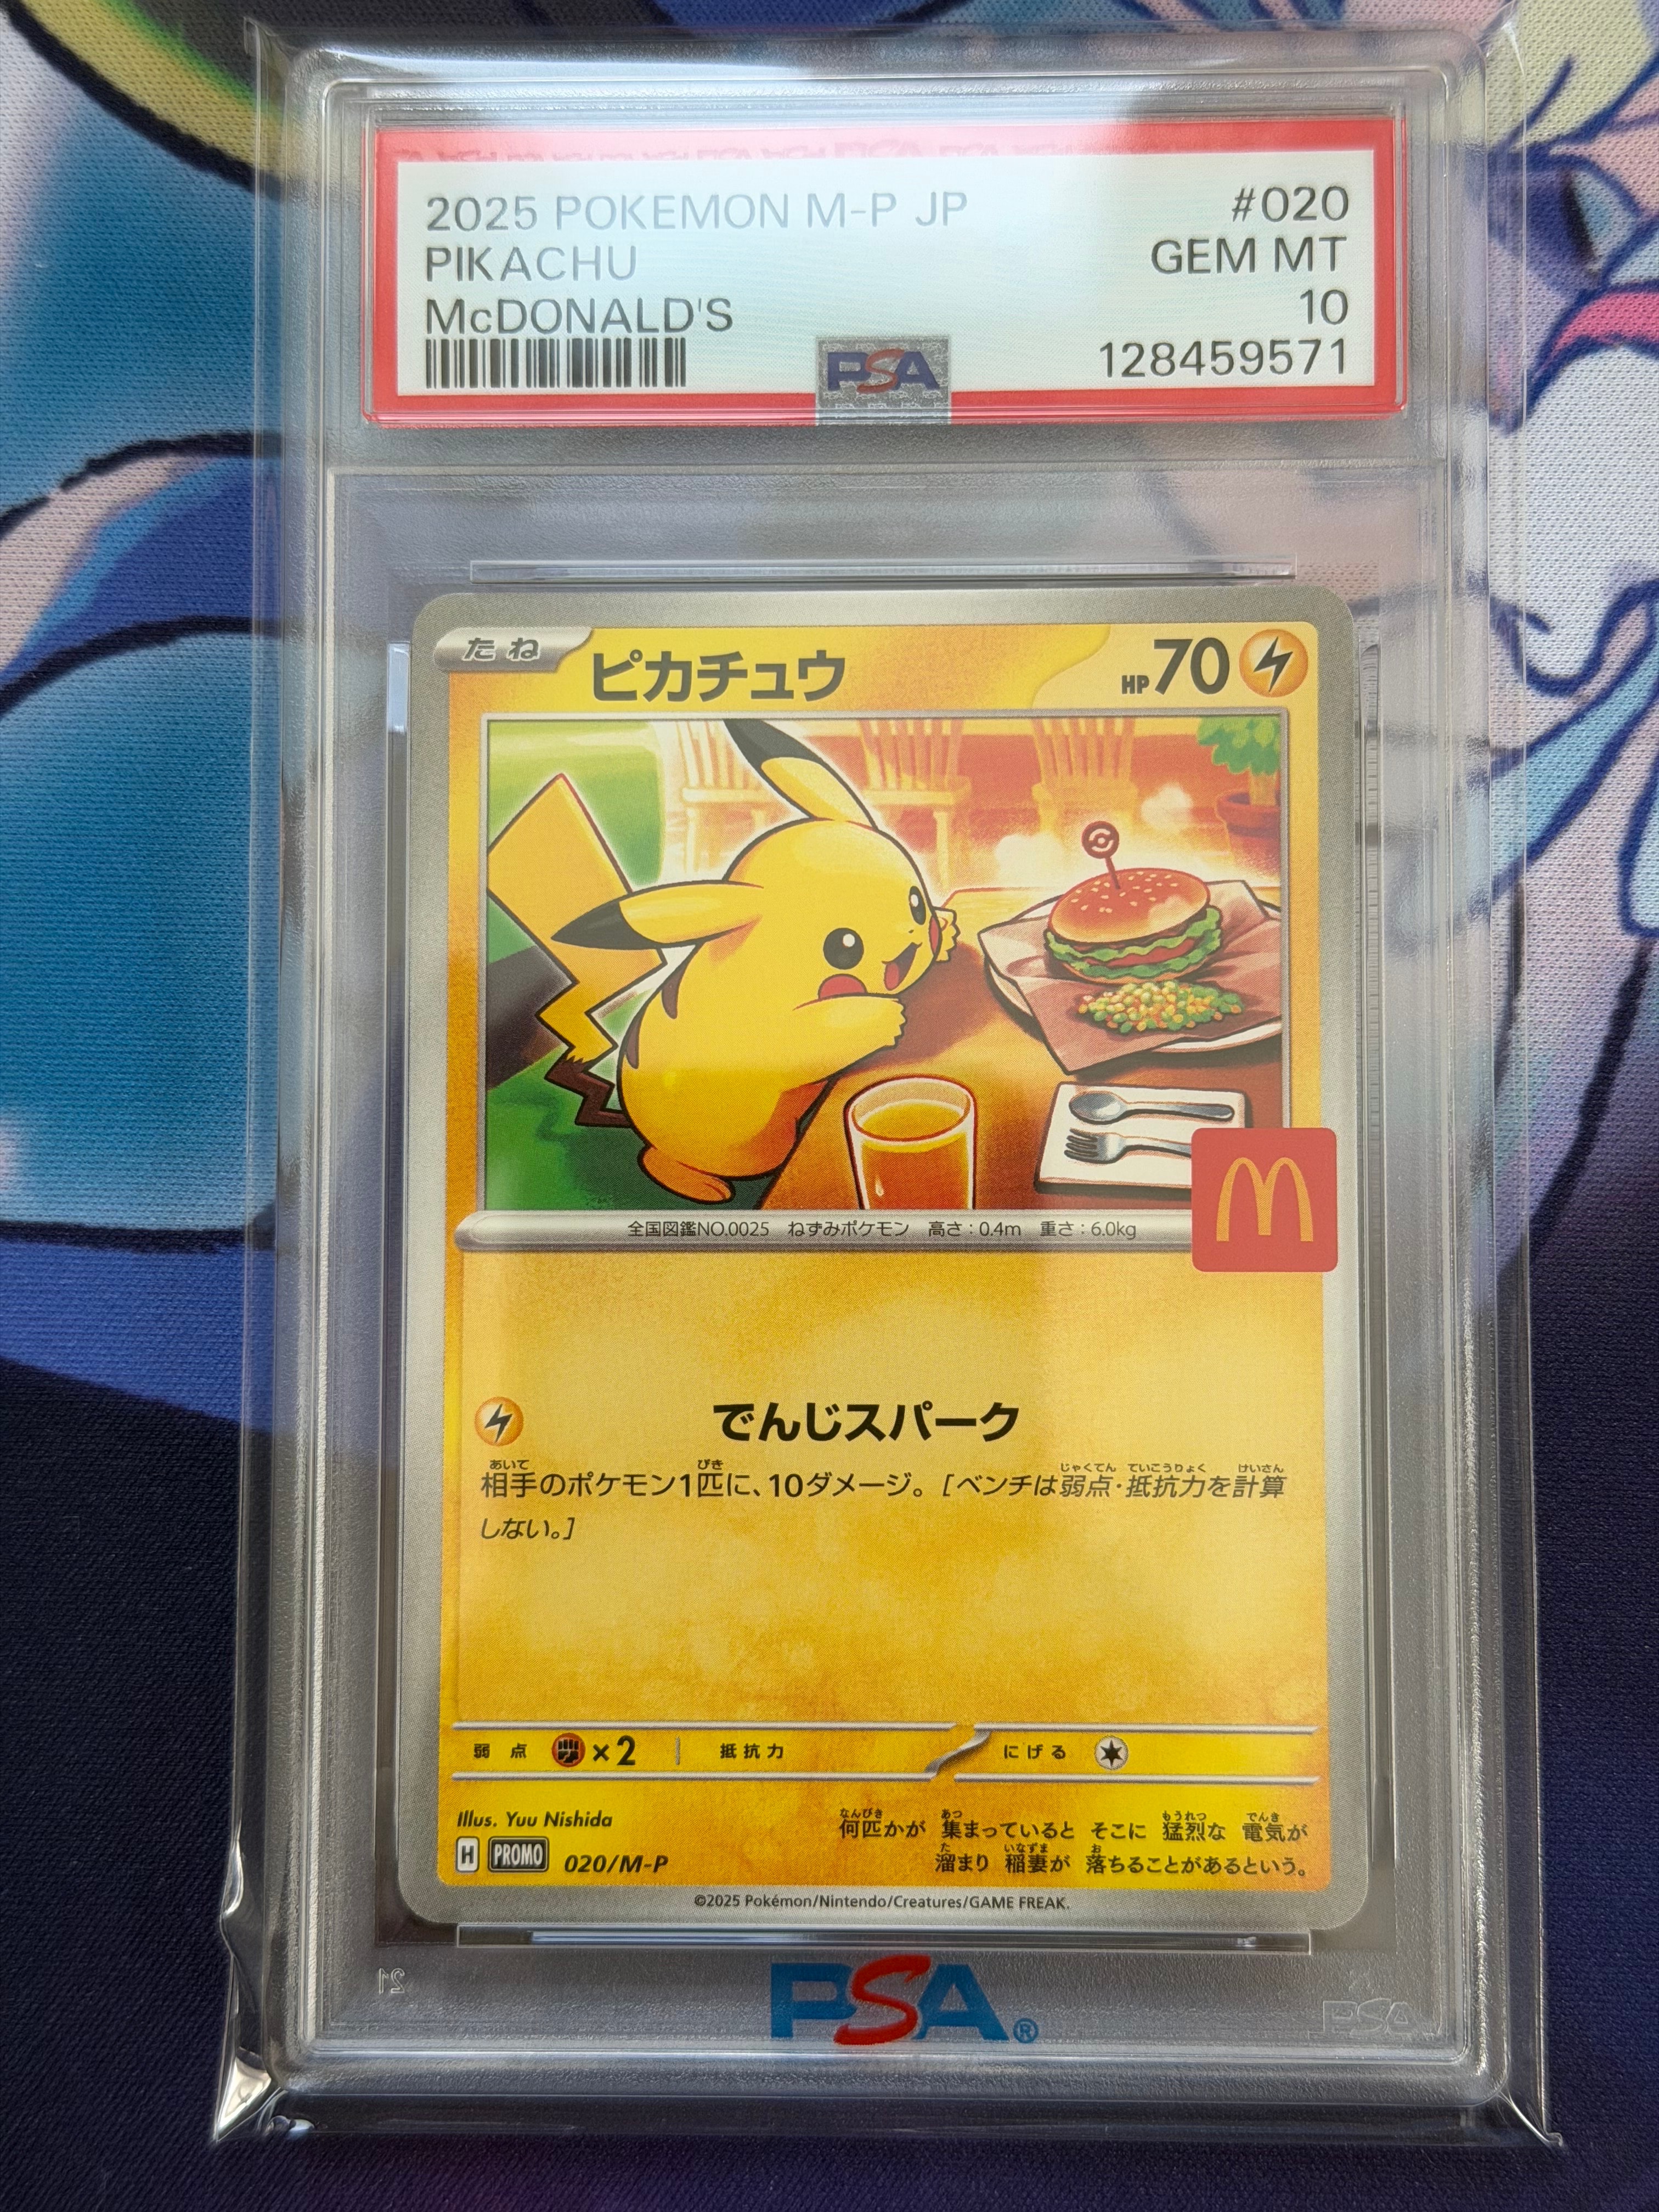 2025 POKEMON M-P JP #020
PIKACHU GEM MT
McDONALD'S 10
PSA 128459571
たね ピカチュウ HP70
M
全国図鑑NO.0025 ねずみポケモン 高さ:0.4m 重さ:6.0kg
でんじスパーク
相手のポケモン1匹に、10ダメージ。[ベンチは弱点・抵抗力を計算
しない。]
弱点 ×2 抵抗力 にげる
Illus. Yuu Nishida
H PROMO 020/M-P
何匹かが 集まっていると そこに 猛烈な 電気が
溜まり 稲妻が 落ちることがあるという。
©2025 Pokémon/Nintendo/Creatures/GAME FREAK.
PSA®
PSA